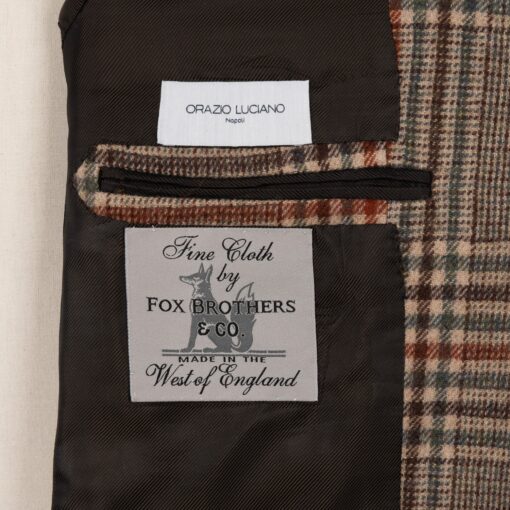 ORAZIO LUCIANO
Napoli
Fine Cloth
by
FOX BROTHERS
& CO.
MADE IN THE
West of England